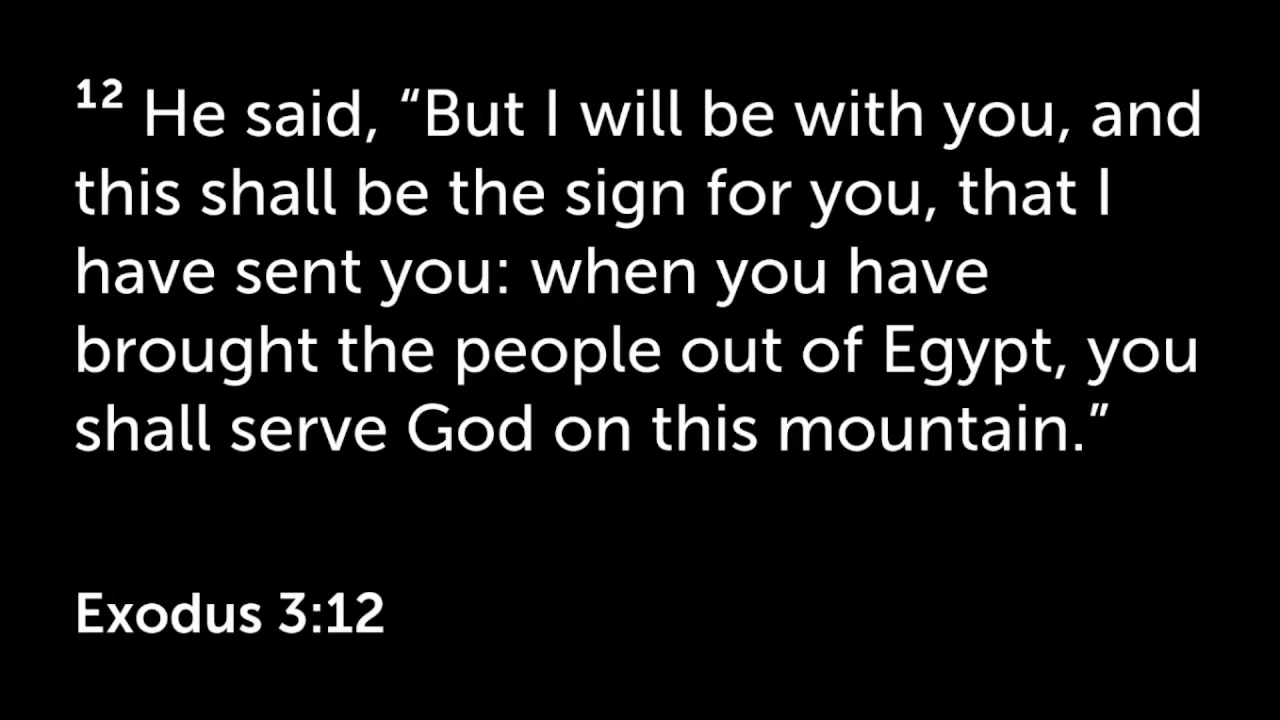 12 He said, “But I will be with you, and
this shall be the sign for you, that I
have sent you: when you have
brought the people out of Egypt, you
shall serve God on this mountain.”
Exodus 3:12